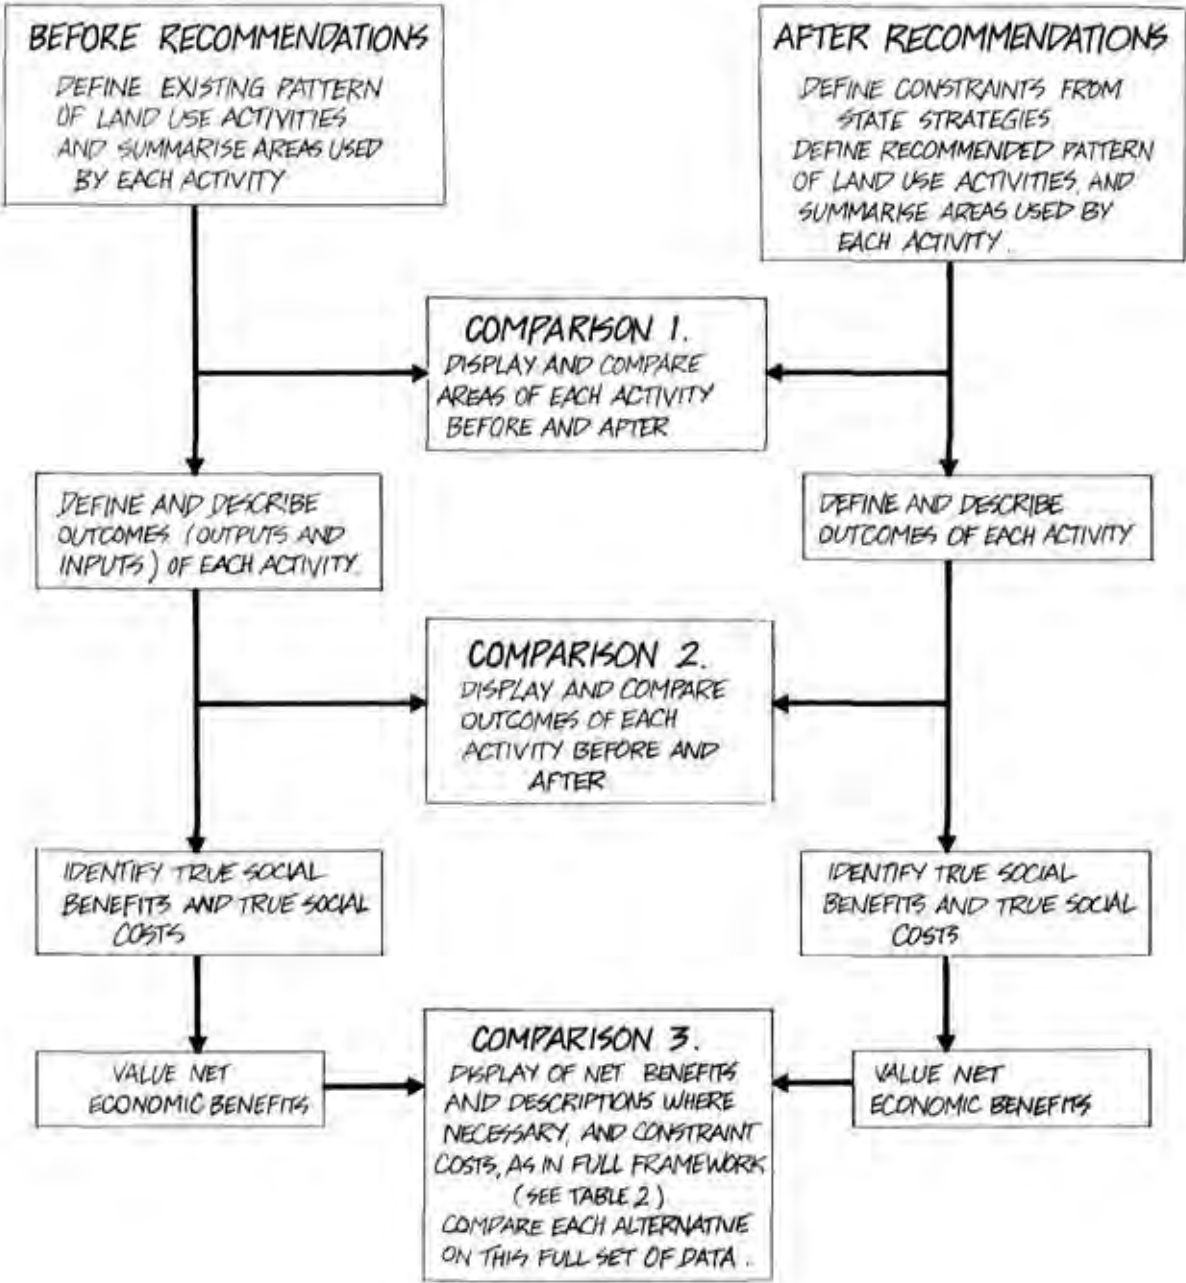 BEFORE RECOMMENDATIONS
DEFINE EXISTING PATTERN
OF LAND USE ACTIVITIES
AND SUMMARISE AREAS USED
BY EACH ACTIVITY
AFTER RECOMMENDATIONS
DEFINE CONSTRAINTS FROM
STATE STRATEGIES
DEFINE RECOMMENDED PATTERN
OF LAND USE ACTIVITIES, AND
SUMMARISE AREAS USED BY
EACH ACTIVITY.
COMPARISON 1.
DISPLAY AND COMPARE
AREAS OF EACH ACTIVITY
BEFORE AND AFTER
DEFINE AND DESCRIBE
OUTCOMES (OUTPUTS AND
INPUTS) OF EACH ACTIVITY.
DEFINE AND DESCRIBE
OUTCOMES OF EACH ACTIVITY
COMPARISON 2.
DISPLAY AND COMPARE
OUTCOMES OF EACH
ACTIVITY BEFORE AND
AFTER
IDENTIFY TRUE SOCIAL
BENEFITS AND TRUE SOCIAL
COSTS
IDENTIFY TRUE SOCIAL
BENEFITS AND TRUE SOCIAL
COSTS
VALUE NET
ECONOMIC BENEFITS
COMPARISON 3.
DISPLAY OF NET BENEFITS
AND DESCRIPTIONS WHERE
NECESSARY, AND CONSTRAINT
COSTS, AS IN FULL FRAMEWORK
(SEE TABLE 2)
COMPARE EACH ALTERNATIVE
ON THIS FULL SET OF DATA.
VALUE NET
ECONOMIC BENEFITS